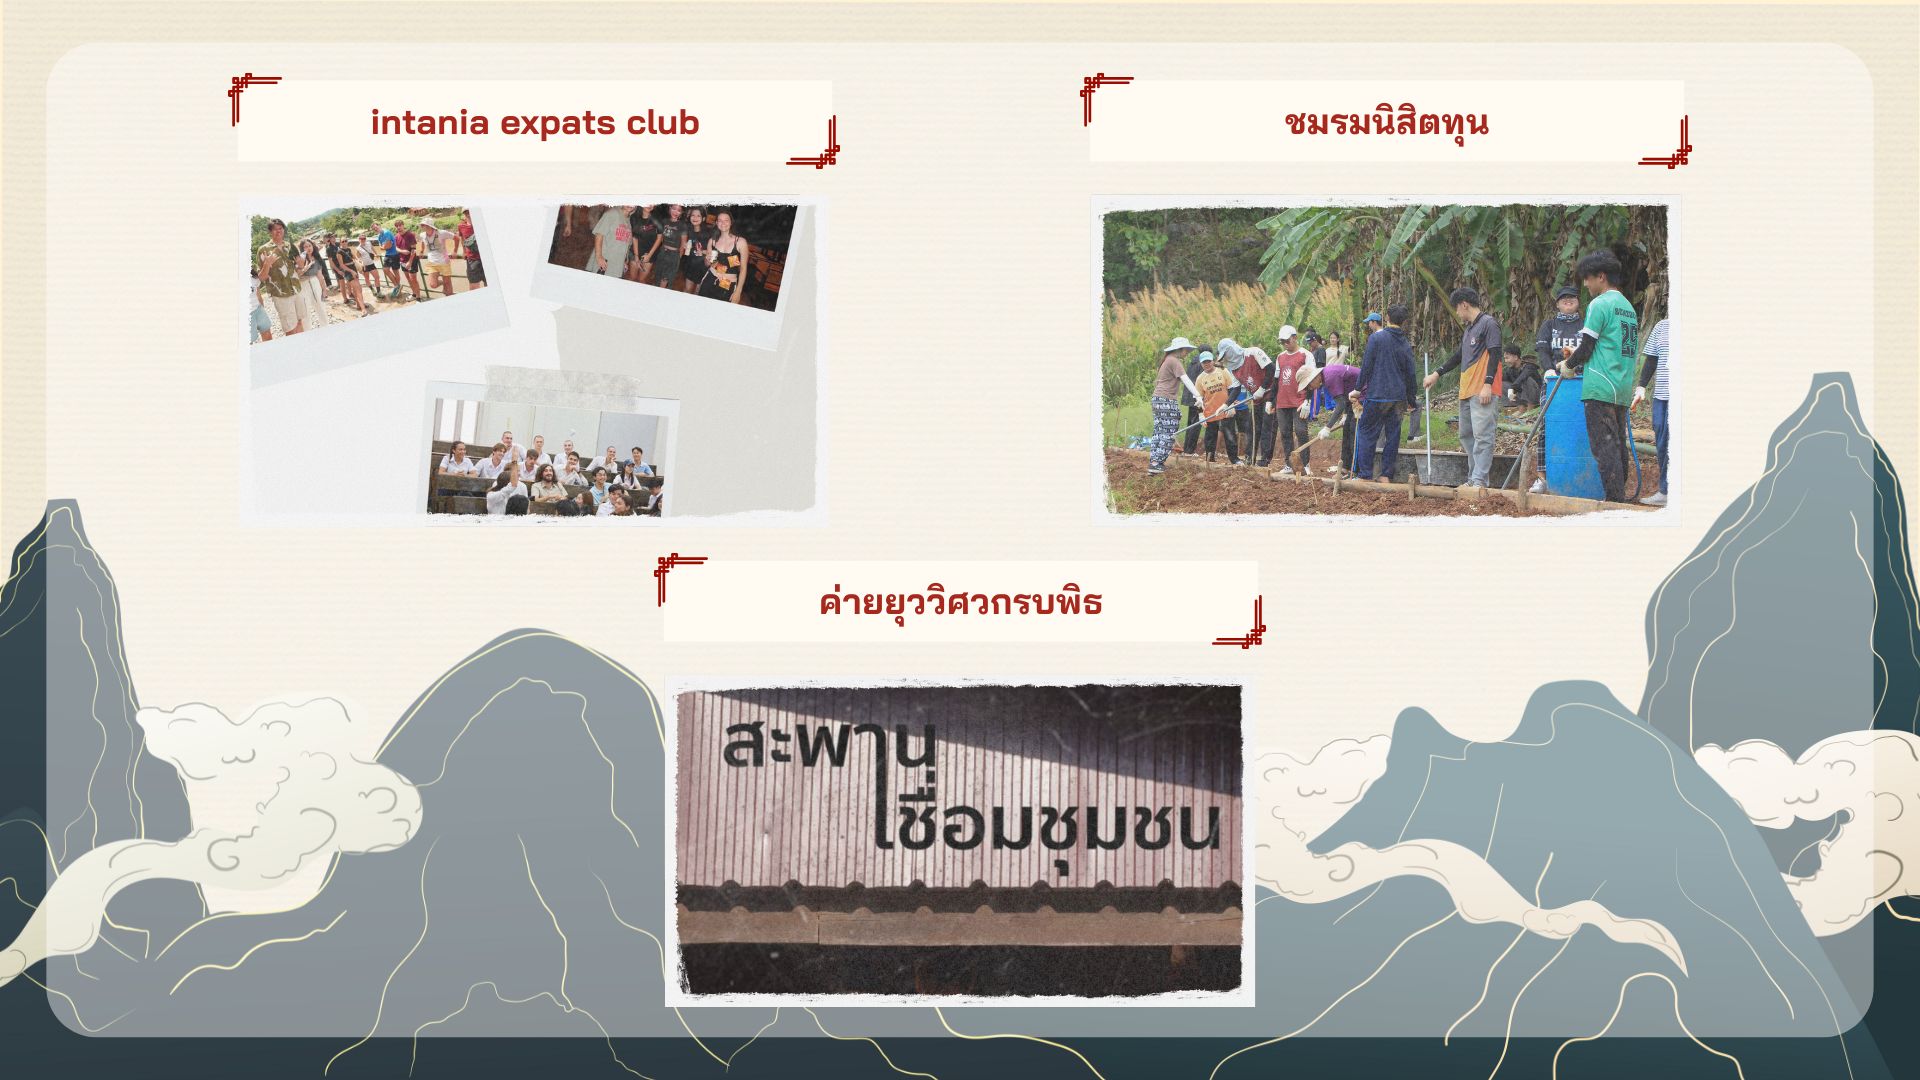 intania expats club
ชมรมนิสิตทุน
ค่ายยุววิศวกรบพิธ
สะพาน
เชื่อมชุมชน